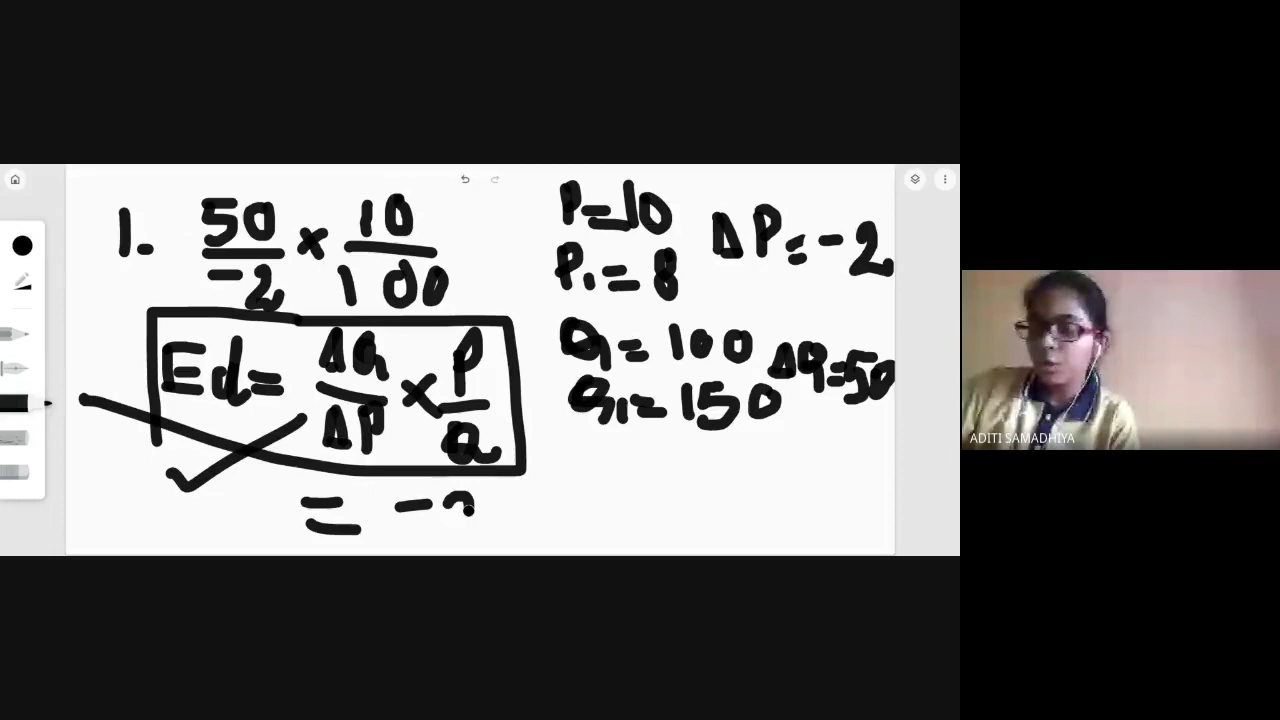 1. 50/-2 × 10/100
Ed = ΔQ/ΔP × P/Q
= -
P=10
P1=8
ΔP=-2
Q=100
Q1=150
ΔQ=50
ADITI SAMADHIYA